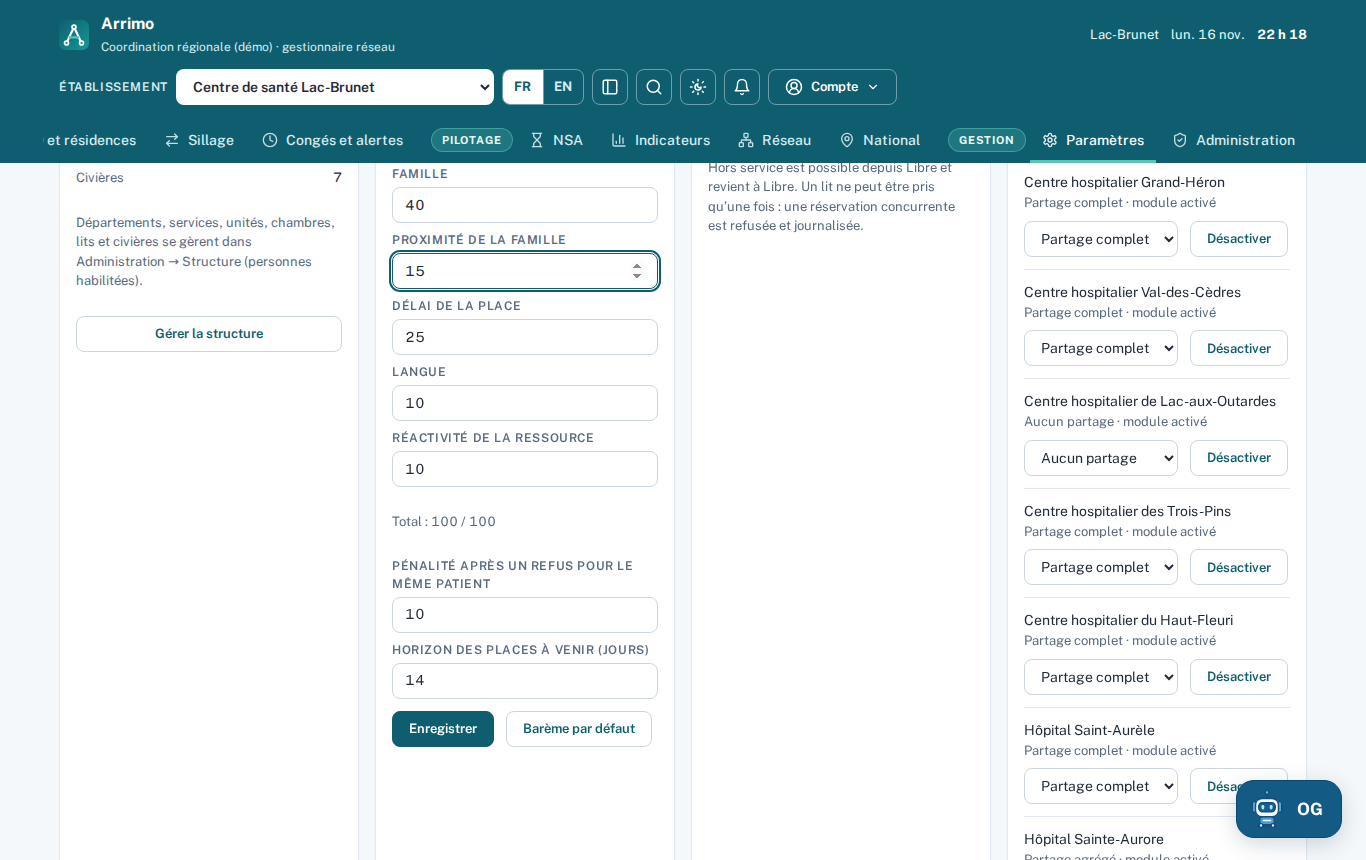 Arrimo
Coordination régionale (démo) · gestionnaire réseau
Lac-Brunet lun. 16 nov. 22 h 18
ÉTABLISSEMENT
Centre de santé Lac-Brunet
FR EN
Compte
et résidences
Sillage
Congés et alertes
PILOTAGE
NSA
Indicateurs
Réseau
National
GESTION
Paramètres
Administration
Civières 7
Départements, services, unités, chambres,
lits et civières se gèrent dans
Administration → Structure (personnes
habilitées).
Gérer la structure
FAMILLE
40
PROXIMITÉ DE LA FAMILLE
15
DÉLAI DE LA PLACE
25
LANGUE
10
RÉACTIVITÉ DE LA RESSOURCE
10
Total : 100 / 100
PÉNALITÉ APRÈS UN REFUS POUR LE
MÊME PATIENT
10
HORIZON DES PLACES À VENIR (JOURS)
14
Enregistrer
Barème par défaut
Hors service est possible depuis Libre et
revient à Libre. Un lit ne peut être pris
qu'une fois : une réservation concurrente
est refusée et journalisée.
Centre hospitalier Grand-Héron
Partage complet · module activé
Partage complet
Désactiver
Centre hospitalier Val-des-Cèdres
Partage complet · module activé
Partage complet
Désactiver
Centre hospitalier de Lac-aux-Outardes
Aucun partage · module activé
Aucun partage
Désactiver
Centre hospitalier des Trois-Pins
Partage complet · module activé
Partage complet
Désactiver
Centre hospitalier du Haut-Fleuri
Partage complet · module activé
Partage complet
Désactiver
Hôpital Saint-Aurèle
Partage complet · module activé
Partage complet
Désac
OG
Hôpital Sainte-Aurore
Partage agrégé · module activé